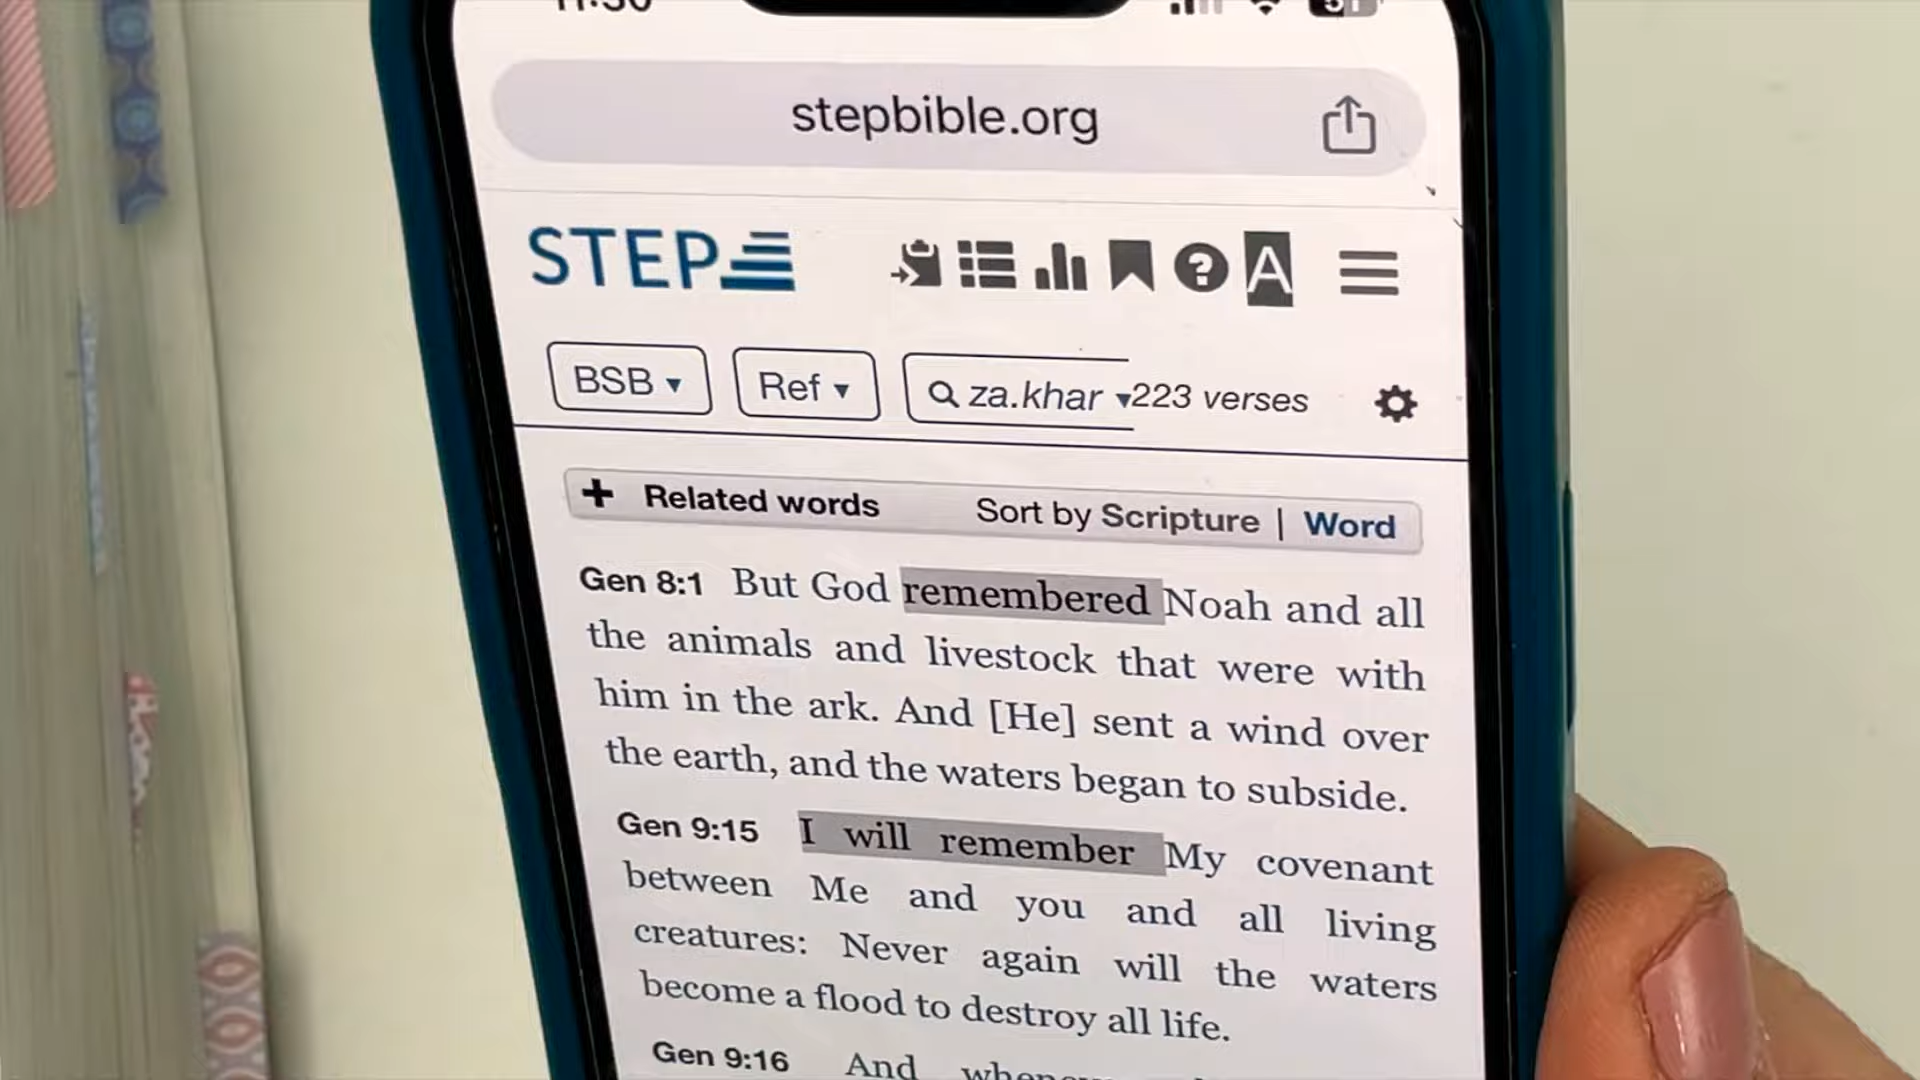 stepbible.org
STEP A
BSB ▾ Ref ▾ za.khar ▾223 verses
+ Related words Sort by Scripture | Word
Gen 8:1 But God remembered Noah and all
the animals and livestock that were with
him in the ark. And [He] sent a wind over
the earth, and the waters began to subside.
Gen 9:15 I will remember My covenant
between Me and you and all living
creatures: Never again will the waters
become a flood to destroy all life.
Gen 9:16 And